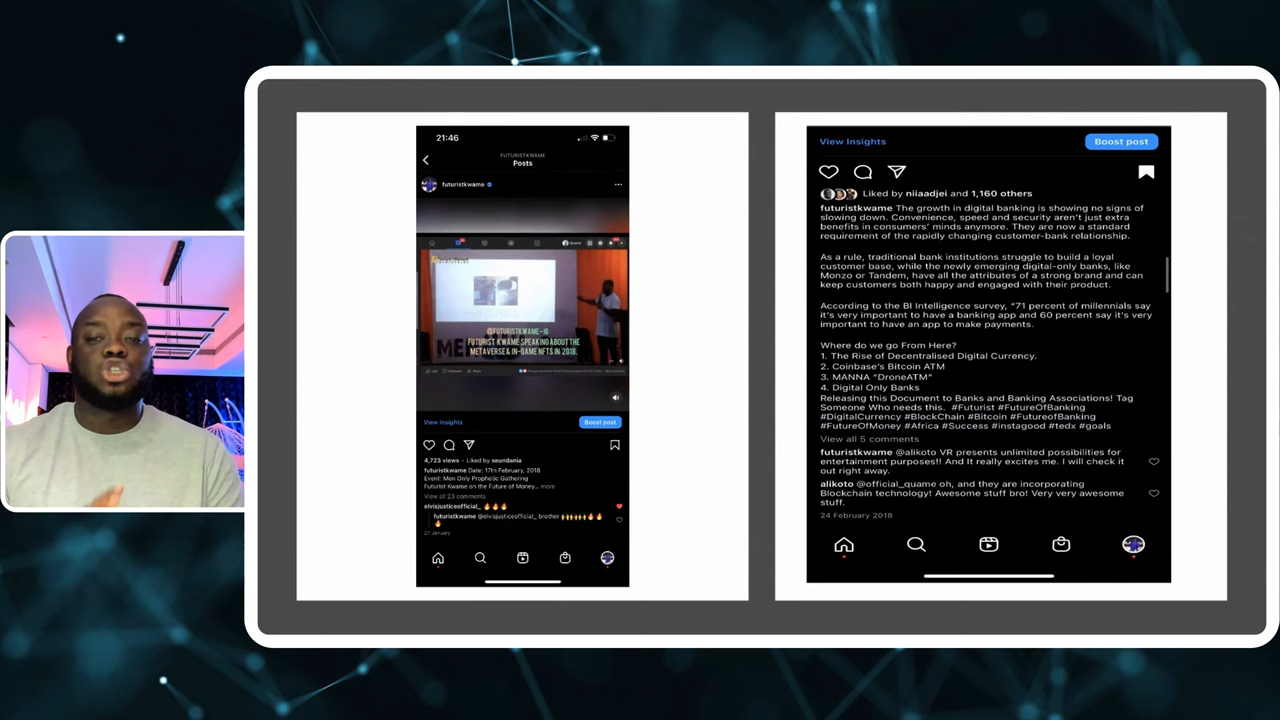 21:46
FUTURISTKWAME
Posts
futuristkwame
@FUTURISTKWAME-IG
FUTURIST KWAME SPEAKING ABOUT THE
METAVERSE & IN-GAME NFTS IN 2018.
View Insights
Boost post
4,723 views • Liked by seundania
futuristkwame Date: 17th February, 2018
Event: Men Only Prophetic Gathering
Futurist Kwame on the Future of Money... more
View all 23 comments
elvisjusticeofficial_ 🔥🔥🔥
futuristkwame @elvisjusticeofficial_ brother 🙌🙌🙌🔥🔥
🔥
27 January
View Insights
Boost post
Liked by niiaadjei and 1,160 others
futuristkwame The growth in digital banking is showing no signs of
slowing down. Convenience, speed and security aren't just extra
benefits in consumers' minds anymore. They are now a standard
requirement of the rapidly changing customer-bank relationship.
As a rule, traditional bank institutions struggle to build a loyal
customer base, while the newly emerging digital-only banks, like
Monzo or Tandem, have all the attributes of a strong brand and can
keep customers both happy and engaged with their product.
According to the BI Intelligence survey, "71 percent of millennials say
it's very important to have a banking app and 60 percent say it's very
important to have an app to make payments.
Where do we go From Here?
1. The Rise of Decentralised Digital Currency.
2. Coinbase's Bitcoin ATM
3. MANNA "DroneATM"
4. Digital Only Banks
Releasing this Document to Banks and Banking Associations! Tag
Someone Who needs this. #Futurist #FutureOfBanking
#DigitalCurrency #BlockChain #Bitcoin #FutureofBanking
#FutureOfMoney #Africa #Success #instagood #tedx #goals
View all 5 comments
futuristkwame @alikoto VR presents unlimited possibilities for
entertainment purposes!! And It really excites me. I will check it
out right away.
alikoto @official_quame oh, and they are incorporating
Blockchain technology! Awesome stuff bro! Very very awesome
stuff.
24 February 2018